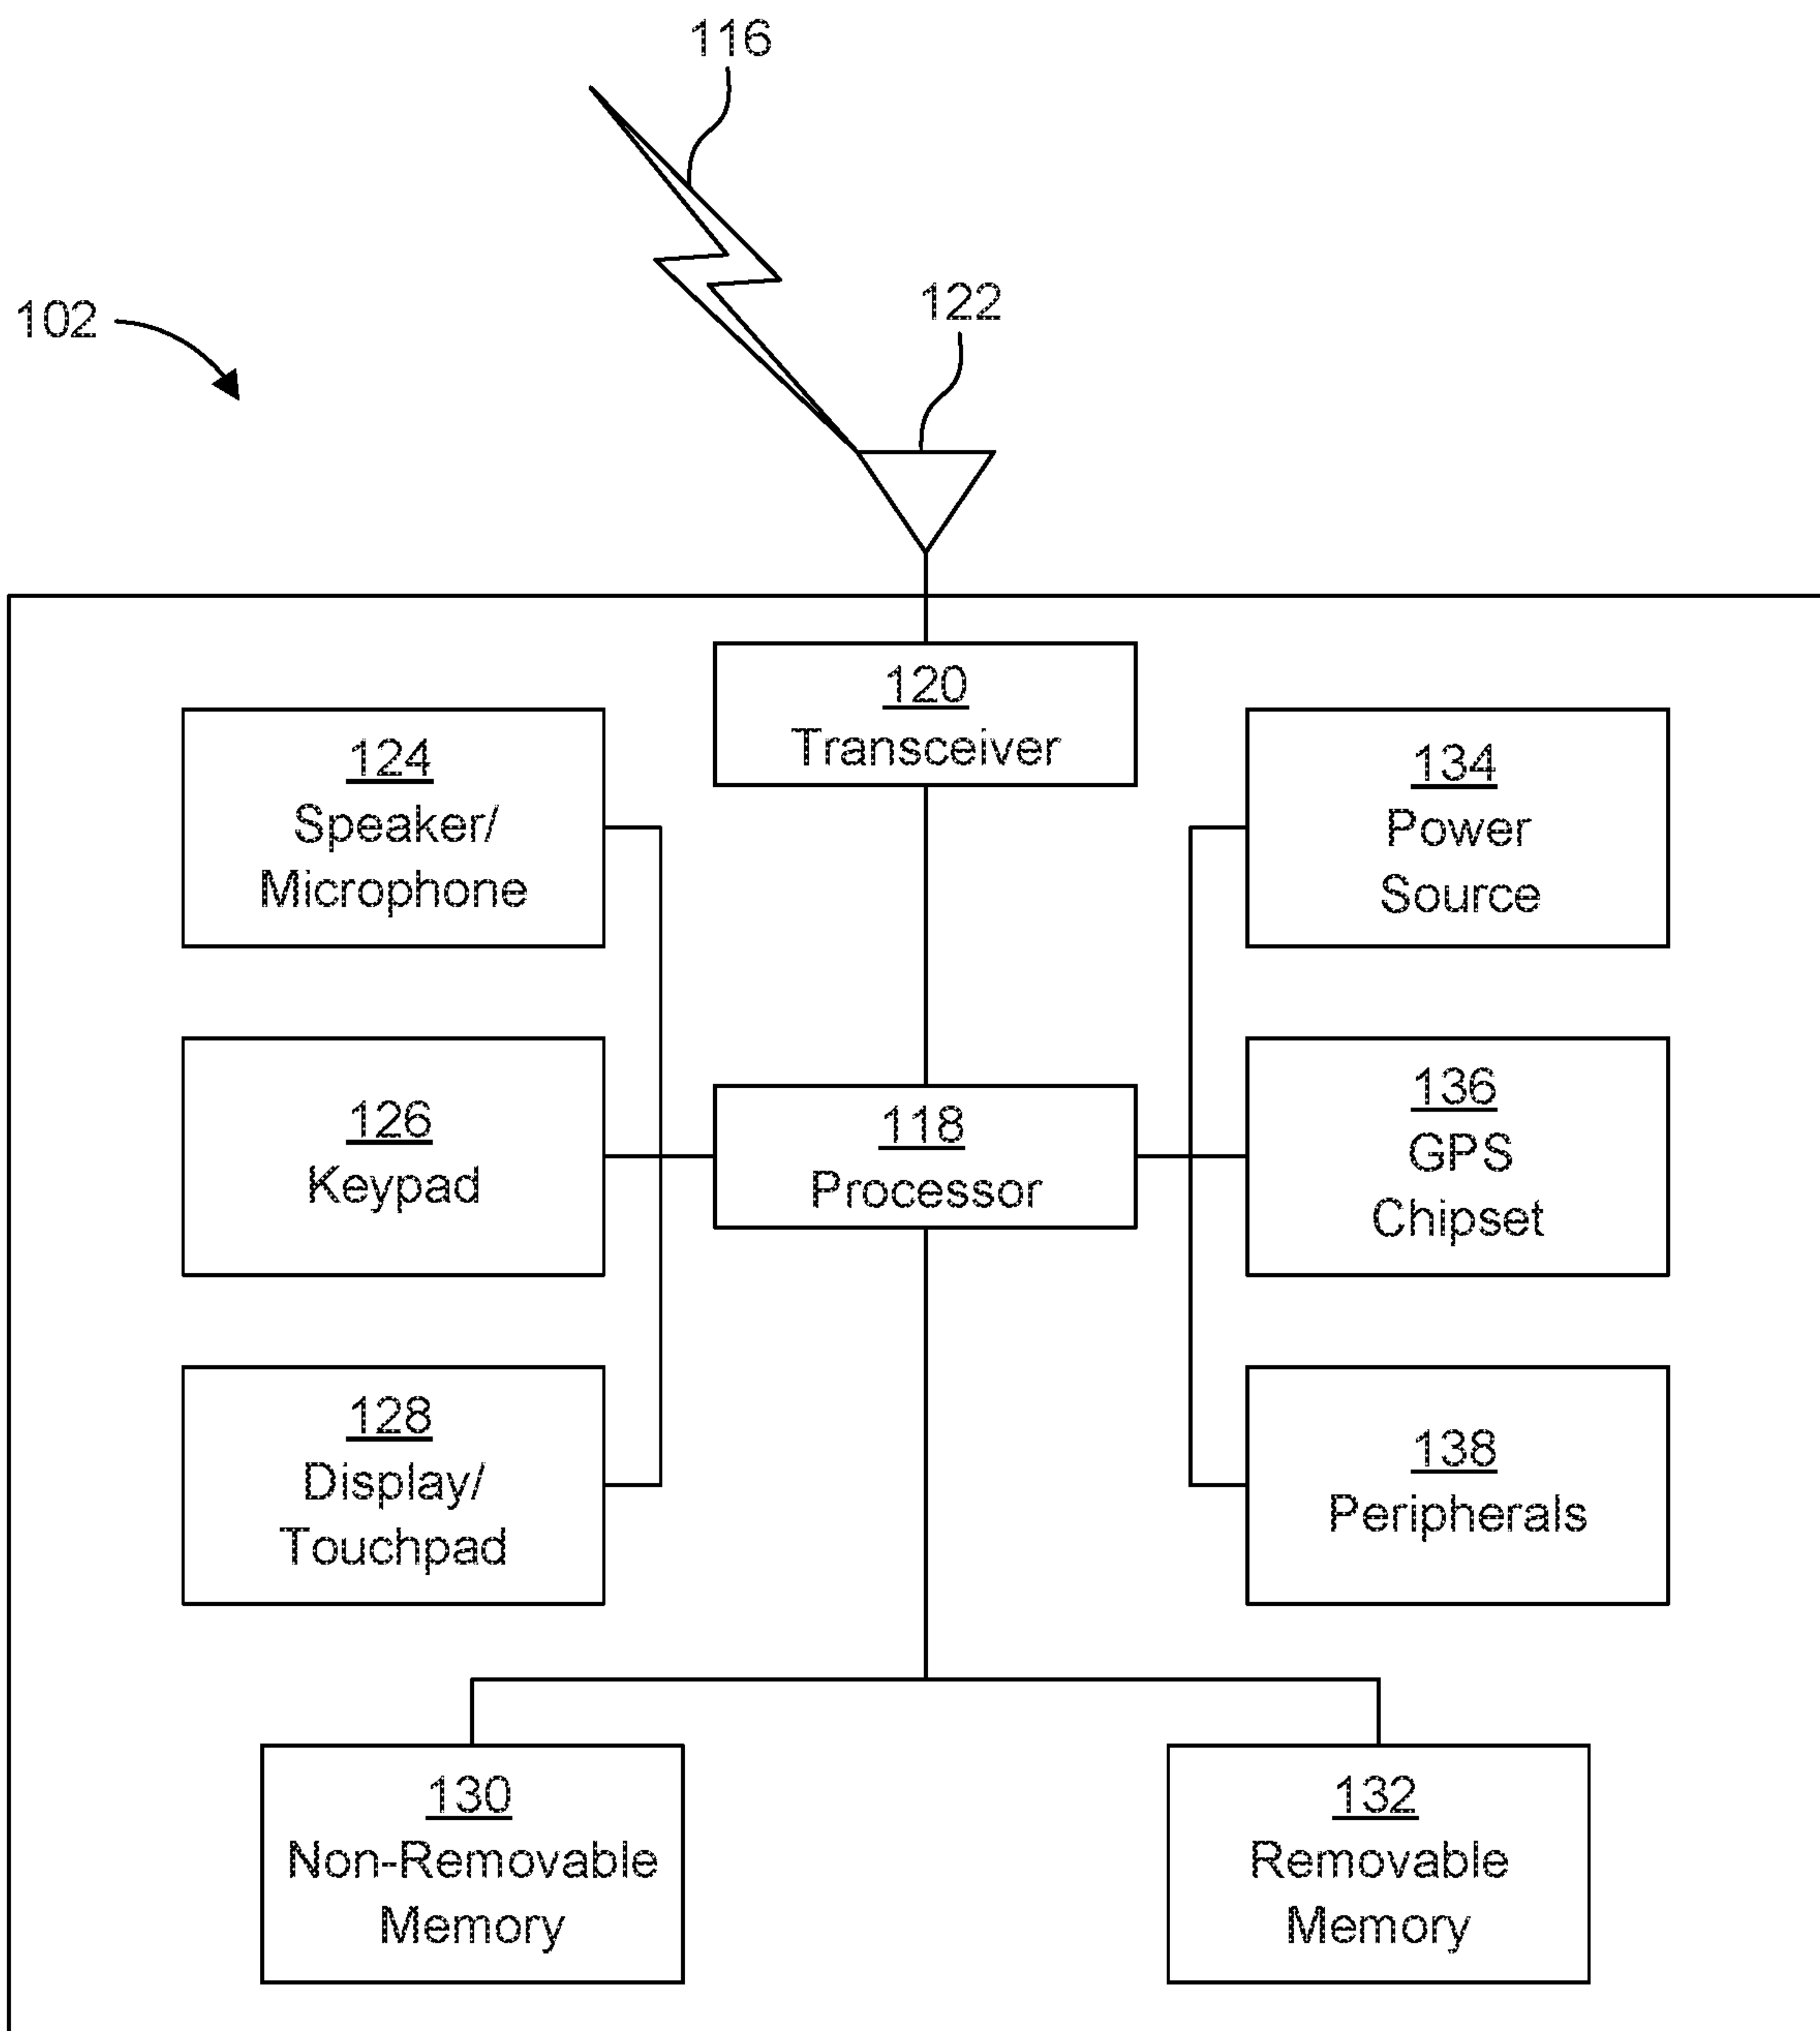 116
102
122
120
Transceiver
124
Speaker/
Microphone
134
Power
Source
126
Keypad
118
Processor
136
GPS
Chipset
128
Display/
Touchpad
138
Peripherals
130
Non-Removable
Memory
132
Removable
Memory